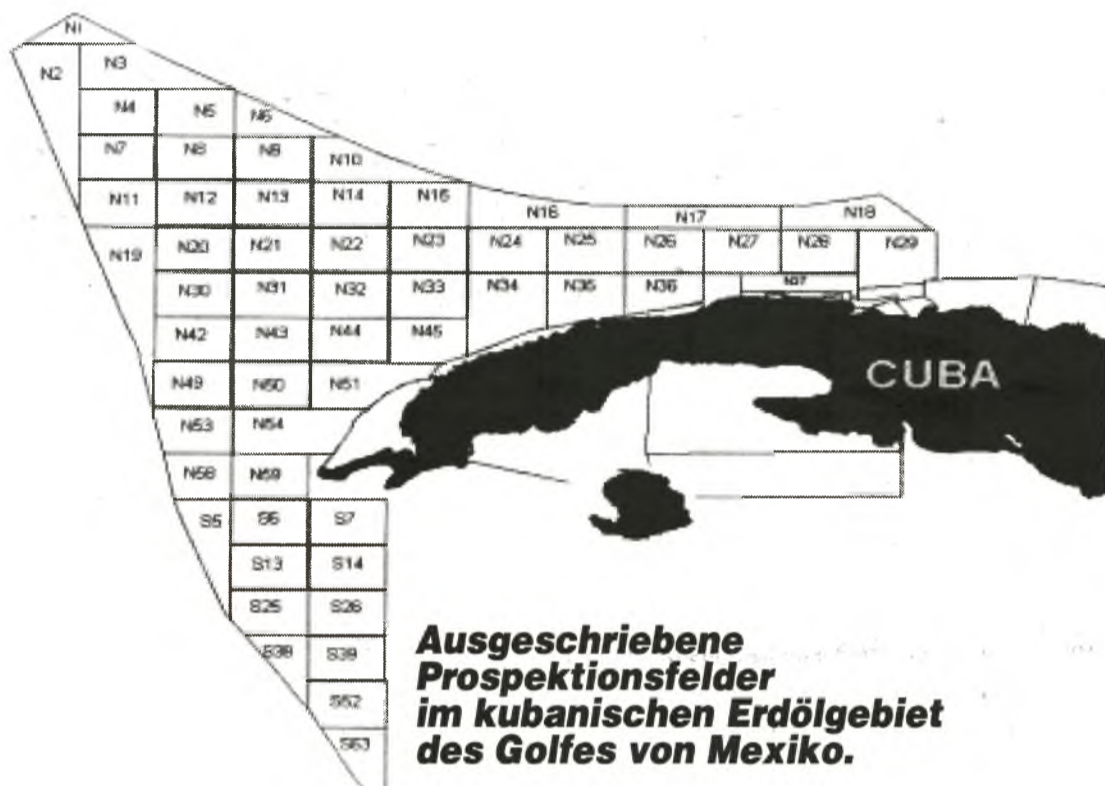 N1
N2
N3
N4 N5 N6
N7 N8 N9 N10
N11 N12 N13 N14 N15
N16 N17 N18
N19 N20 N21 N22 N23 N24 N25 N26 N27 N28 N29
N30 N31 N32 N33 N34 N35 N36 N37
N42 N43 N44 N45
N49 N50 N51
CUBA
N53 N54
N58 N59
S5 S6 S7
S13 S14
S25 S26
S38 S39
S52
S63
Ausgeschriebene
Prospektionsfelder
im kubanischen Erdölgebiet
des Golfes von Mexiko.